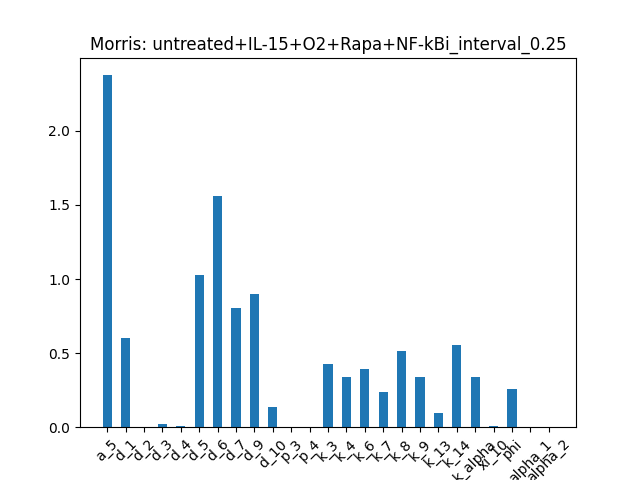 Morris: untreated+IL-15+O2+Rapa+NF-kBi_interval_0.25
2.0
1.5
1.0
0.5
0.0
a_5
d_1
d_2
d_3
d_4
d_5
d_6
d_7
d_9
d_10
p_3
p_4
k_3
k_4
k_6
k_7
k_8
k_9
k_13
k_14
k_alpha
xi_10
phi
alpha_1
alpha_2